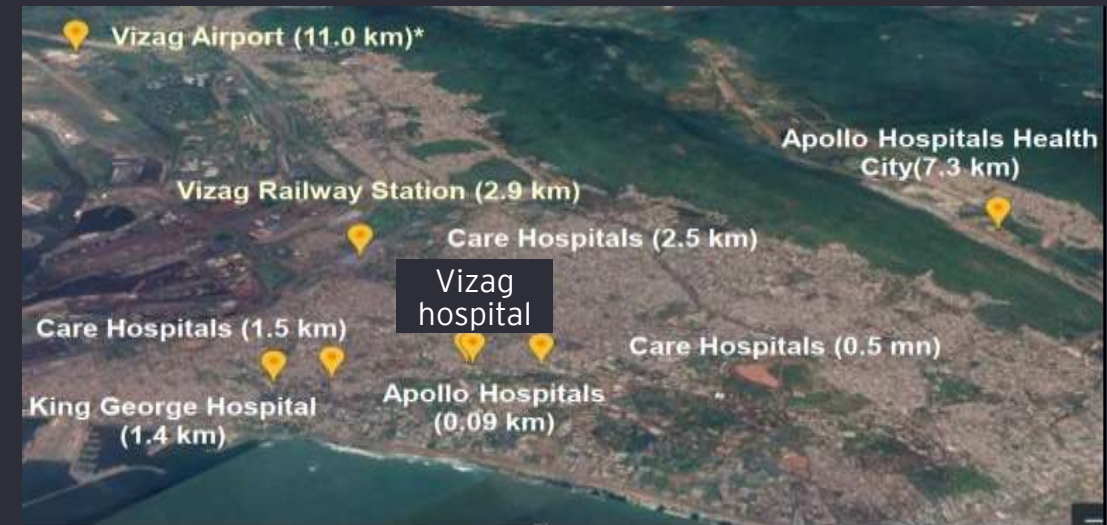 Vizag Airport (11.0 km)*
Apollo Hospitals Health
City(7.3 km)
Vizag Railway Station (2.9 km)
Care Hospitals (2.5 km)
Vizag
hospital
Care Hospitals (1.5 km)
Care Hospitals (0.5 mn)
Apollo Hospitals
(0.09 km)
King George Hospital
(1.4 km)